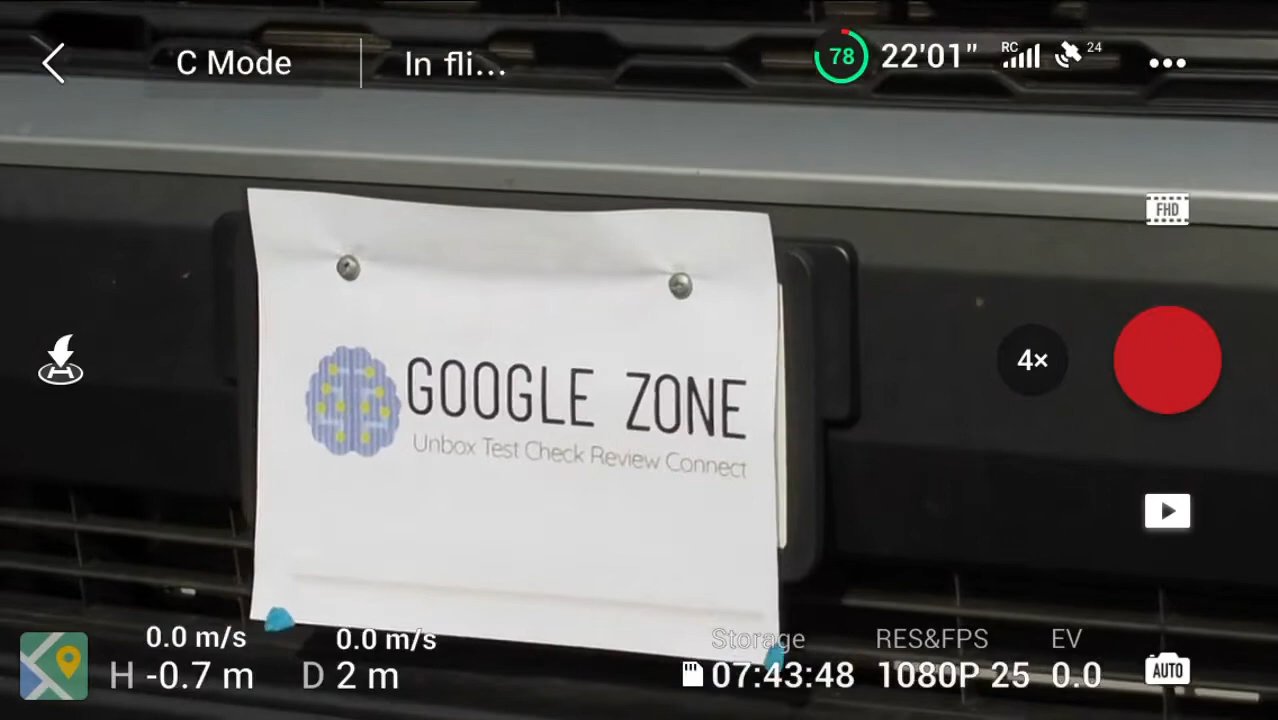 C Mode
In fli...
78
22'01"
RC
24
FHD
GOOGLE ZONE
Unbox Test Check Review Connect
4×
0.0 m/s
0.0 m/s
H -0.7 m
D 2 m
Storage
07:43:48
RES&FPS
1080P 25
EV
0.0
AUTO